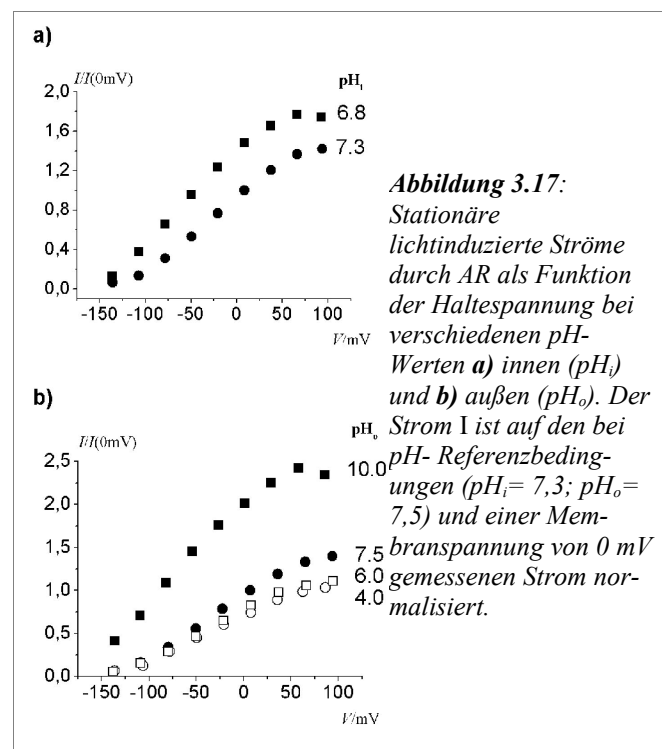 a)
I/I(0mV)
pHi
2,0
1,6
1,2
0,8
0,4
0,0
6.8
7.3
-150 -100 -50 0 50 100
V/mV
b)
I/I(0mV)
pHo
2,5
2,0
1,5
1,0
0,5
0,0
10.0
7.5
6.0
4.0
-150 -100 -50 0 50 100
V/mV
Abbildung 3.17:
Stationäre
lichtinduzierte Ströme
durch AR als Funktion
der Haltespannung bei
verschiedenen pH-
Werten a) innen (pHi)
und b) außen (pHo). Der
Strom I ist auf den bei
pH- Referenzbeding-
ungen (pHi= 7,3; pHo=
7,5) und einer Mem-
branspannung von 0 mV
gemessenen Strom nor-
malisiert.